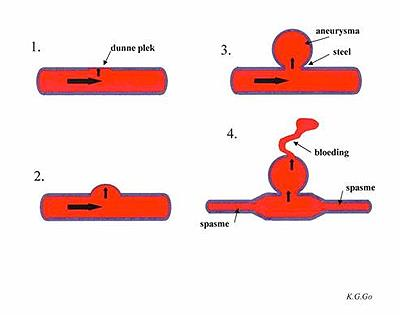 1.
dunne plek
2.
3.
aneurysma
steel
4.
bloeding
spasme
spasme
K.G.Go